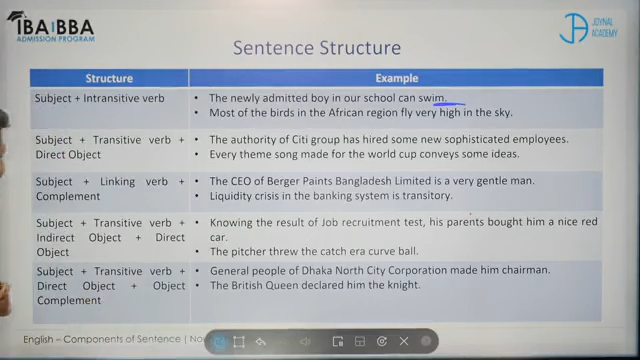 IBA|BBA
ADMISSION PROGRAM
JOYNAL
ACADEMY
Sentence Structure
Structure
Example
Subject + Intransitive verb
• The newly admitted boy in our school can swim.
• Most of the birds in the African region fly very high in the sky.
Subject + Transitive verb +
Direct Object
• The authority of Citi group has hired some new sophisticated employees.
• Every theme song made for the world cup conveys some ideas.
Subject + Linking verb +
Complement
• The CEO of Berger Paints Bangladesh Limited is a very gentle man.
• Liquidity crisis in the banking system is transitory.
Subject + Transitive verb +
Indirect Object + Direct
Object
• Knowing the result of Job recruitment test, his parents bought him a nice red
car.
• The pitcher threw the catch era curve ball.
Subject + Transitive verb +
Direct Object + Object
Complement
• General people of Dhaka North City Corporation made him chairman.
• The British Queen declared him the knight.
English – Components of Sentence |